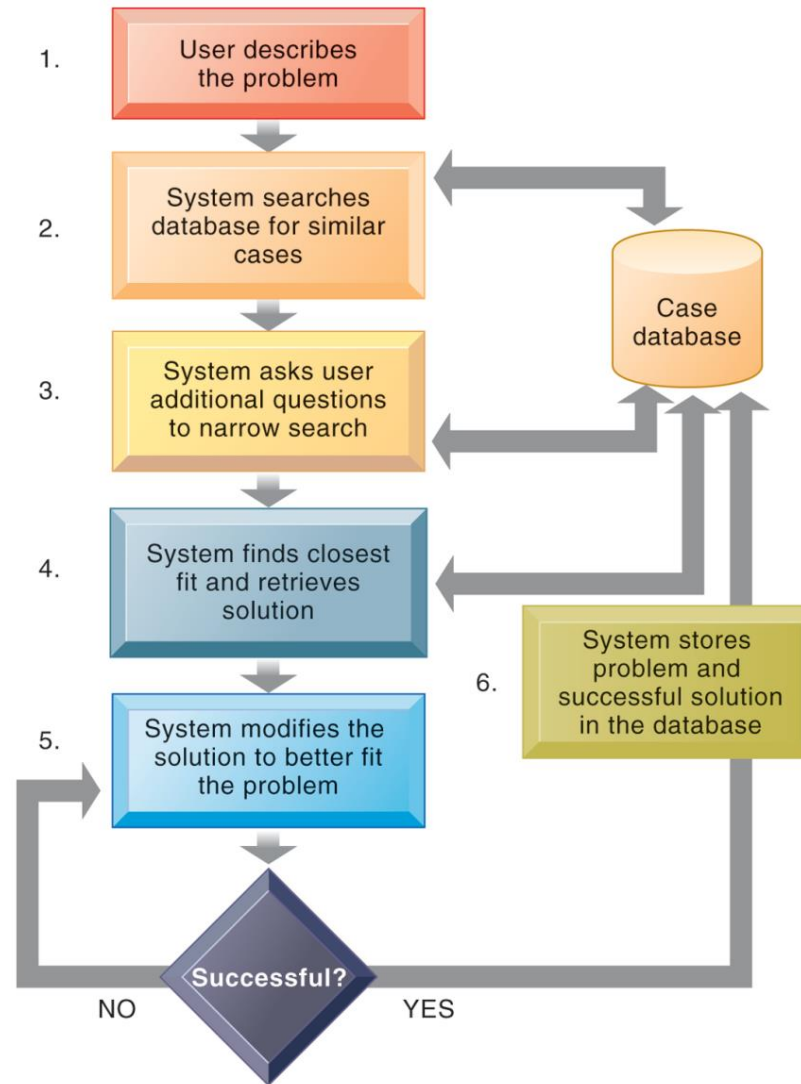 1.
User describes
the problem
2.
System searches
database for similar
cases
Case
database
3.
System asks user
additional questions
to narrow search
4.
System finds closest
fit and retrieves
solution
5.
System modifies the
solution to better fit
the problem
6.
System stores
problem and
successful solution
in the database
Successful?
NO
YES